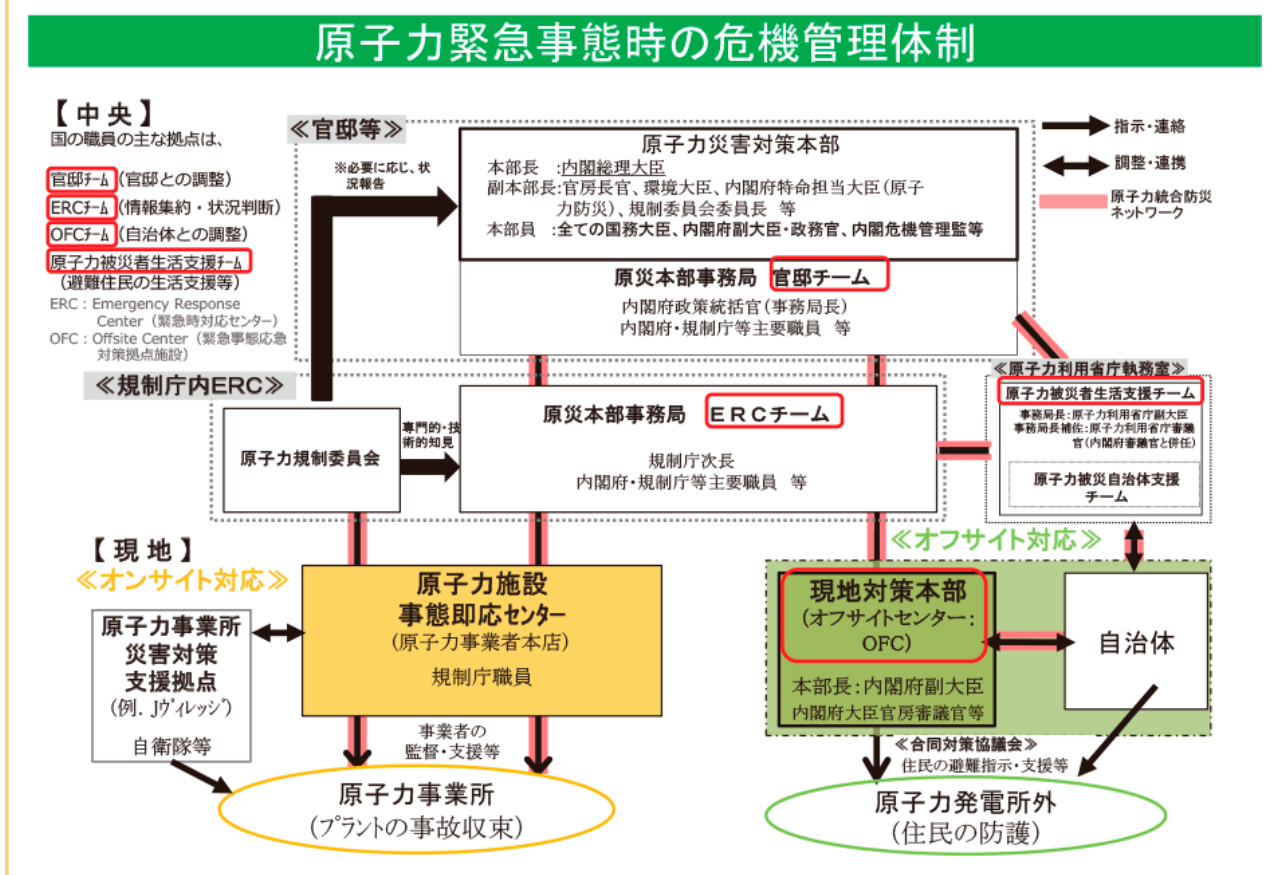 原子力緊急事態時の危機管理体制
【 中 央 】
国の職員の主な拠点は、
官邸ﾁｰﾑ (官邸との調整)
ERCﾁｰﾑ (情報集約・状況判断)
OFCﾁｰﾑ (自治体との調整)
原子力被災者生活支援ﾁｰﾑ
(避難住民の生活支援等)
ERC：Emergency Response
Center（緊急時対応センター）
OFC：Offsite Center（緊急事態応急
対策拠点施設）
≪官邸等≫
※必要に応じ、状
況報告
原子力災害対策本部
本部長　：内閣総理大臣
副本部長：官房長官、環境大臣、内閣府特命担当大臣(原子
力防災)、規制委員会委員長　等
本部員　：全ての国務大臣、内閣府副大臣・政務官、内閣危機管理監等
原災本部事務局　官邸チーム
内閣府政策統括官(事務局長)
内閣府・規制庁等主要職員　等
指示・連絡
調整・連携
原子力統合防災
ネットワーク
≪規制庁内ERC≫
原子力規制委員会
専門的・技
術的知見
原災本部事務局　ERCチーム
規制庁次長
内閣府・規制庁等主要職員　等
≪原子力利用省庁執務室≫
原子力被災者生活支援チーム
事務局長：原子力利用省庁副大臣
事務局長補佐：原子力利用省庁審議
官(内閣府審議官と併任)
原子力被災自治体支援
チーム
【 現 地 】
≪オンサイト対応≫
原子力事業所
災害対策
支援拠点
(例．Jヴィレッジ)
自衛隊等
原子力施設
事態即応センター
(原子力事業者本店)
規制庁職員
事業者の
監督・支援等
原子力事業所
(プラントの事故収束)
≪オフサイト対応≫
現地対策本部
(オフサイトセンター：
OFC)
本部長：内閣府副大臣
内閣府大臣官房審議官等
自治体
≪合同対策協議会≫
住民の避難指示・支援等
原子力発電所外
(住民の防護)